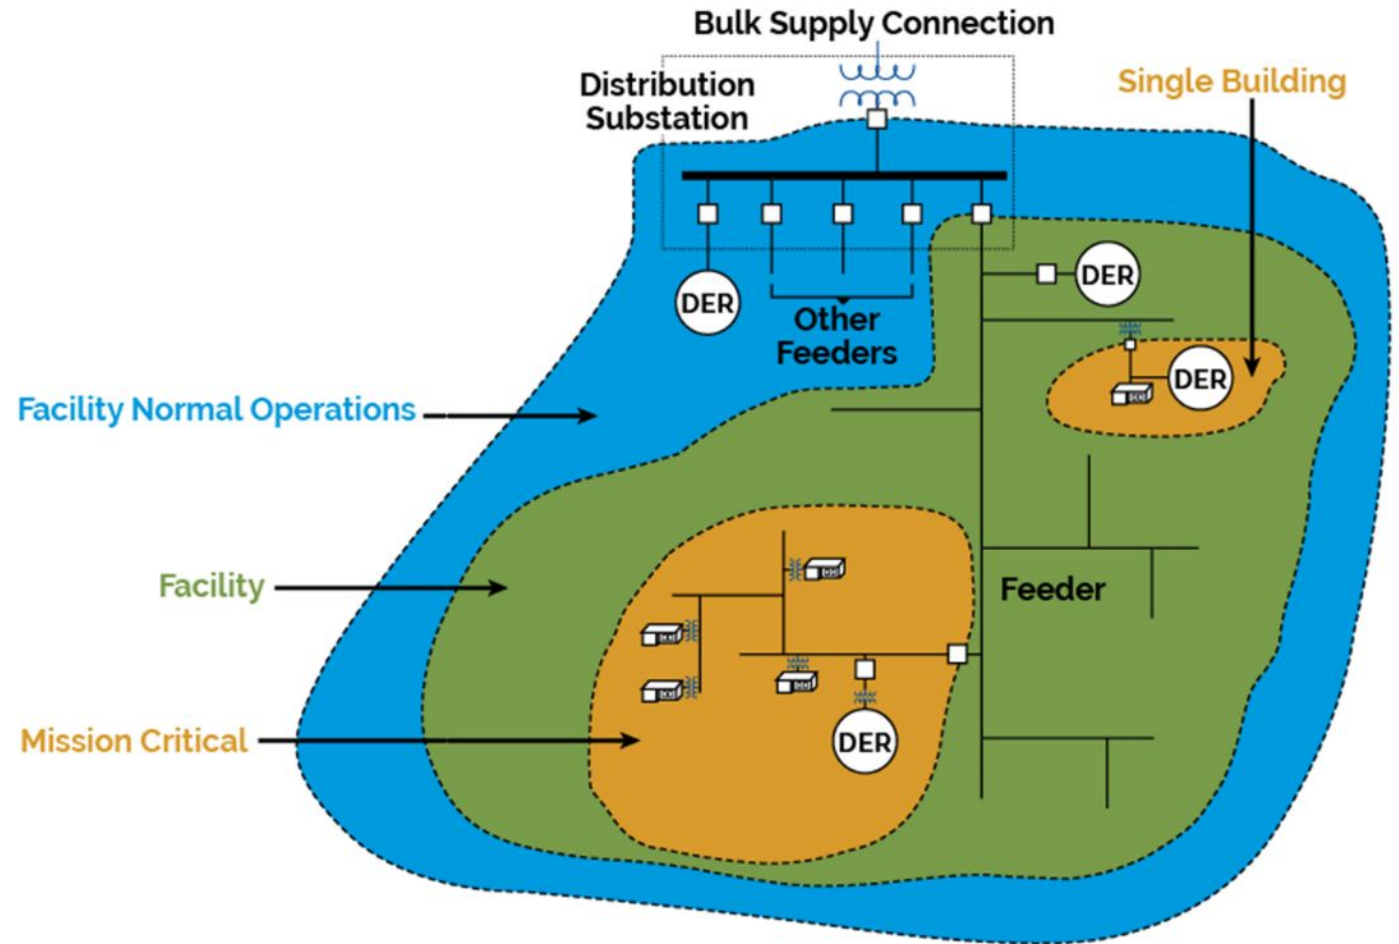 Bulk Supply Connection
Distribution
Substation
Single Building
DER
DER
Other
Feeders
DER
Facility Normal Operations
Facility
Feeder
Mission Critical
DER